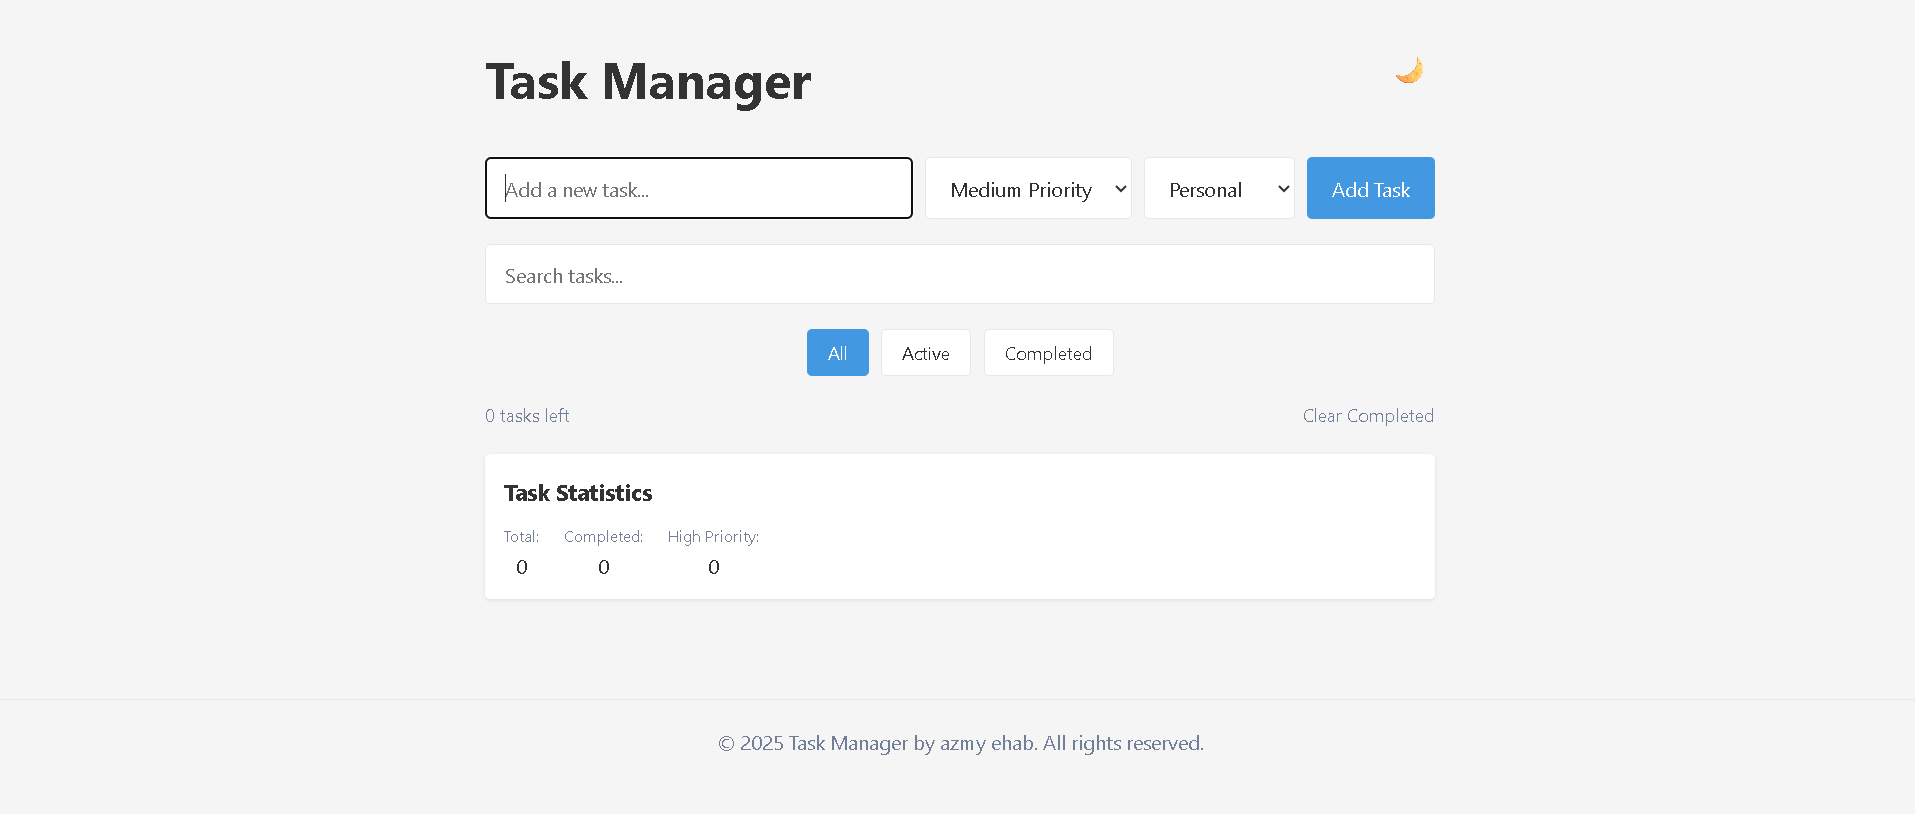 Task Manager
Add a new task...
Medium Priority
Personal
Add Task
Search tasks...
All
Active
Completed
0 tasks left
Clear Completed
Task Statistics
Total:
Completed:
High Priority:
0
0
0
© 2025 Task Manager by azmy ehab. All rights reserved.